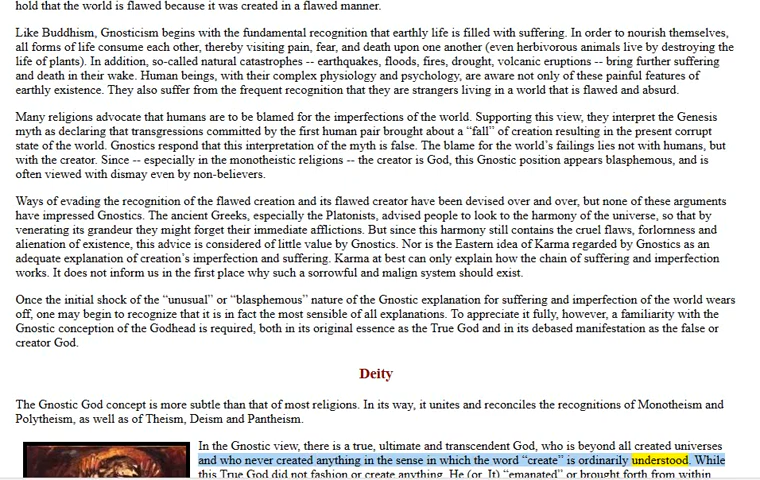 hold that the world is flawed because it was created in a flawed manner.
Like Buddhism, Gnosticism begins with the fundamental recognition that earthly life is filled with suffering. In order to nourish themselves,
all forms of life consume each other, thereby visiting pain, fear, and death upon one another (even herbivorous animals live by destroying the
life of plants). In addition, so-called natural catastrophes -- earthquakes, floods, fires, drought, volcanic eruptions -- bring further suffering
and death in their wake. Human beings, with their complex physiology and psychology, are aware not only of these painful features of
earthly existence. They also suffer from the frequent recognition that they are strangers living in a world that is flawed and absurd.
Many religions advocate that humans are to be blamed for the imperfections of the world. Supporting this view, they interpret the Genesis
myth as declaring that transgressions committed by the first human pair brought about a “fall” of creation resulting in the present corrupt
state of the world. Gnostics respond that this interpretation of the myth is false. The blame for the world’s failings lies not with humans, but
with the creator. Since -- especially in the monotheistic religions -- the creator is God, this Gnostic position appears blasphemous, and is
often viewed with dismay even by non-believers.
Ways of evading the recognition of the flawed creation and its flawed creator have been devised over and over, but none of these arguments
have impressed Gnostics. The ancient Greeks, especially the Platonists, advised people to look to the harmony of the universe, so that by
venerating its grandeur they might forget their immediate afflictions. But since this harmony still contains the cruel flaws, forlornness and
alienation of existence, this advice is considered of little value by Gnostics. Nor is the Eastern idea of Karma regarded by Gnostics as an
adequate explanation of creation’s imperfection and suffering. Karma at best can only explain how the chain of suffering and imperfection
works. It does not inform us in the first place why such a sorrowful and malign system should exist.
Once the initial shock of the “unusual” or “blasphemous” nature of the Gnostic explanation for suffering and imperfection of the world wears
off, one may begin to recognize that it is in fact the most sensible of all explanations. To appreciate it fully, however, a familiarity with the
Gnostic conception of the Godhead is required, both in its original essence as the True God and in its debased manifestation as the false or
creator God.
Deity
The Gnostic God concept is more subtle than that of most religions. In its way, it unites and reconciles the recognitions of Monotheism and
Polytheism, as well as of Theism, Deism and Pantheism.
In the Gnostic view, there is a true, ultimate and transcendent God, who is beyond all created universes
and who never created anything in the sense in which the word “create” is ordinarily understood. While
this True God did not fashion or create anything, He (or, It) “emanated” or brought forth from within